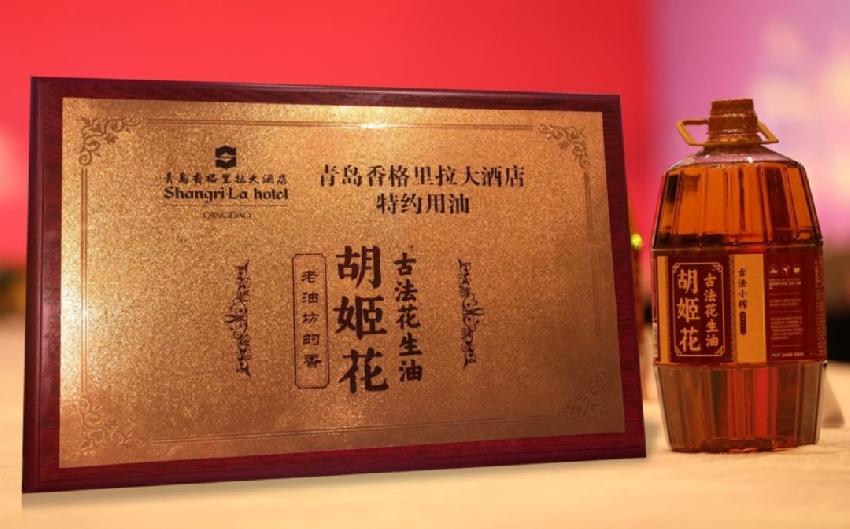 青岛香格里拉大酒店
Shangri-La hotel
QINGDAO
青岛香格里拉大酒店
特约用油
古法花生油
胡姬花
老油坊的香
古法花生油
胡姬花
古法小榨